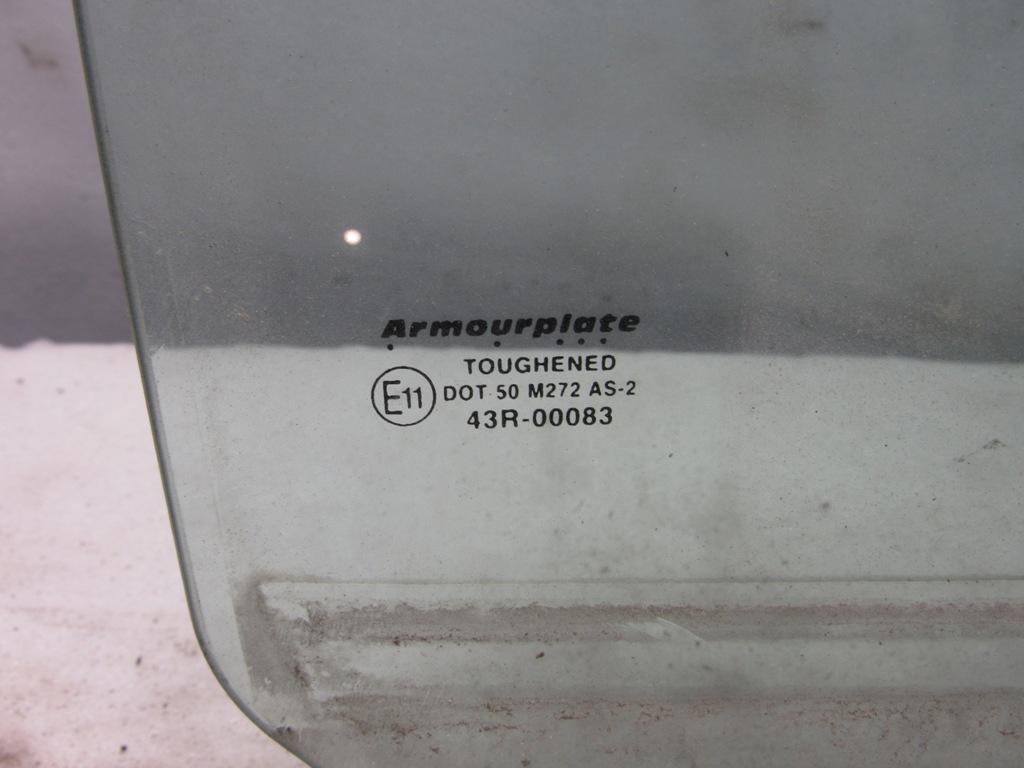 Armourplate
TOUGHENED
E11 DOT 50 M272 AS-2
43R-00083